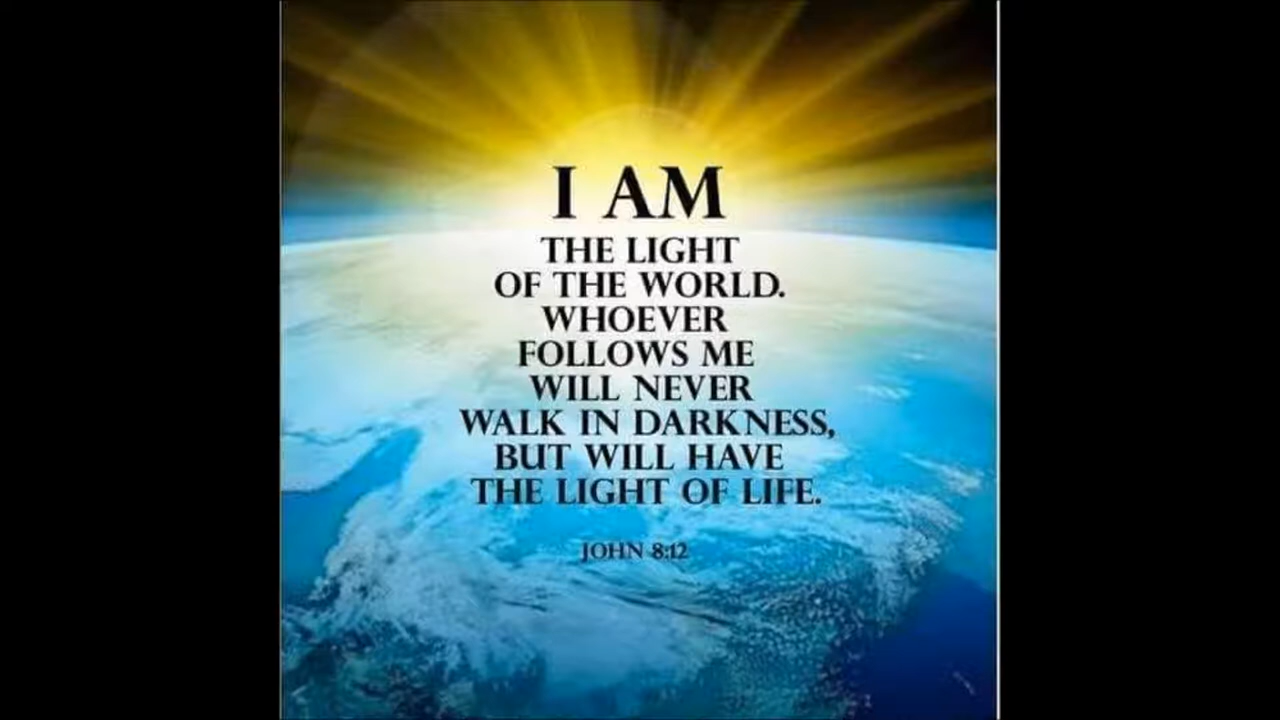 I AM
THE LIGHT
OF THE WORLD.
WHOEVER
FOLLOWS ME
WILL NEVER
WALK IN DARKNESS,
BUT WILL HAVE
THE LIGHT OF LIFE.
JOHN 8:12